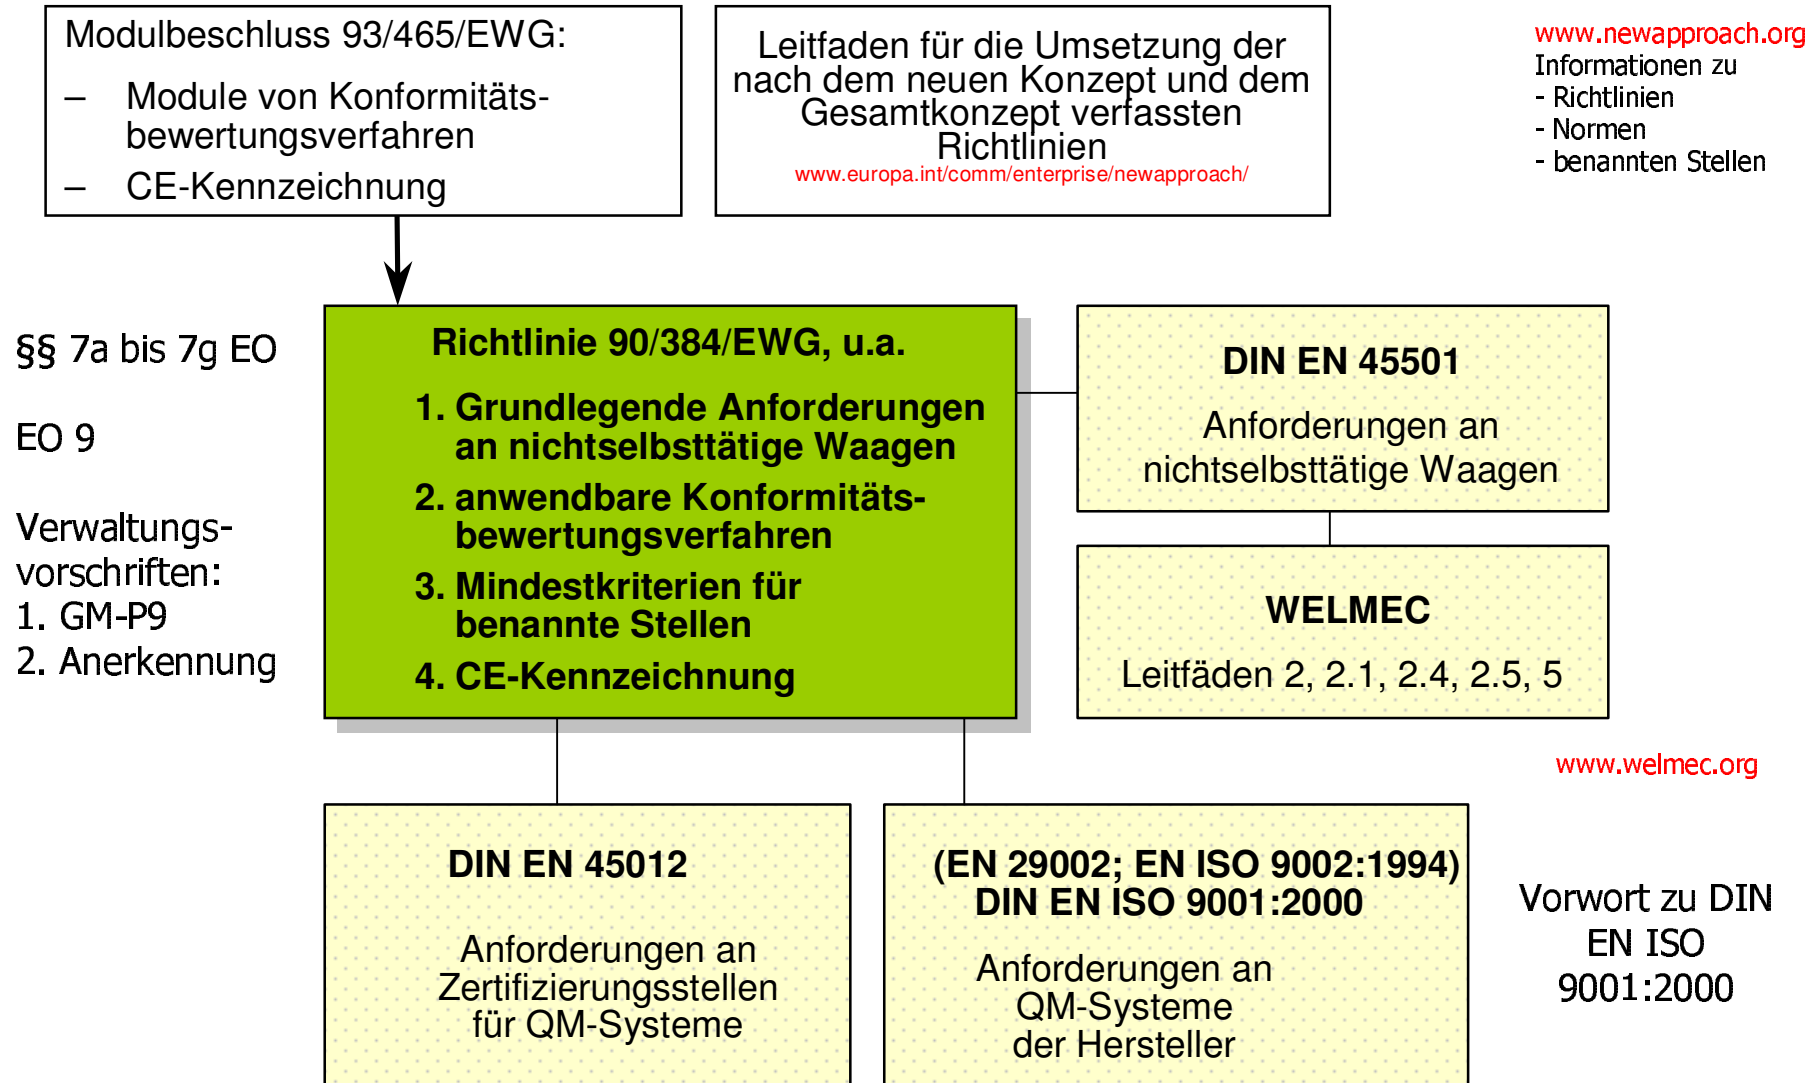 Modulbeschluss 93/465/EWG:
– Module von Konformitäts-
bewertungsverfahren
– CE-Kennzeichnung
Leitfaden für die Umsetzung der
nach dem neuen Konzept und dem
Gesamtkonzept verfassten
Richtlinien
www.europa.int/comm/enterprise/newapproach/
www.newapproach.org
Informationen zu
- Richtlinien
- Normen
- benannten Stellen
§§ 7a bis 7g EO
EO 9
Verwaltungs-
vorschriften:
1. GM-P9
2. Anerkennung
Richtlinie 90/384/EWG, u.a.
1. Grundlegende Anforderungen
an nichtselbsttätige Waagen
2. anwendbare Konformitäts-
bewertungsverfahren
3. Mindestkriterien für
benannte Stellen
4. CE-Kennzeichnung
DIN EN 45501
Anforderungen an
nichtselbsttätige Waagen
WELMEC
Leitfäden 2, 2.1, 2.4, 2.5, 5
www.welmec.org
DIN EN 45012
Anforderungen an
Zertifizierungsstellen
für QM-Systeme
(EN 29002; EN ISO 9002:1994)
DIN EN ISO 9001:2000
Anforderungen an
QM-Systeme
der Hersteller
Vorwort zu DIN
EN ISO
9001:2000